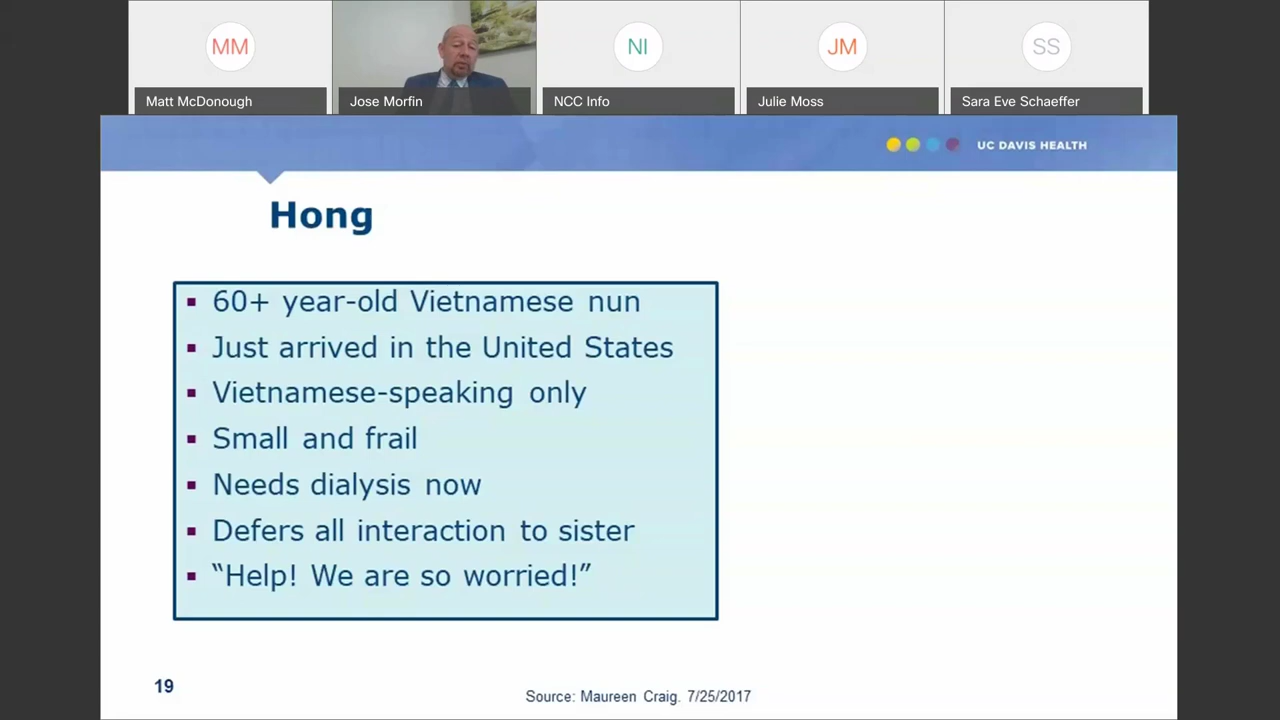 MM
NI
JM
SS
Matt McDonough
Jose Morfin
NCC Info
Julie Moss
Sara Eve Schaeffer
UC DAVIS HEALTH
Hong
▪ 60+ year-old Vietnamese nun
▪ Just arrived in the United States
▪ Vietnamese-speaking only
▪ Small and frail
▪ Needs dialysis now
▪ Defers all interaction to sister
▪ “Help! We are so worried!”
19
Source: Maureen Craig. 7/25/2017